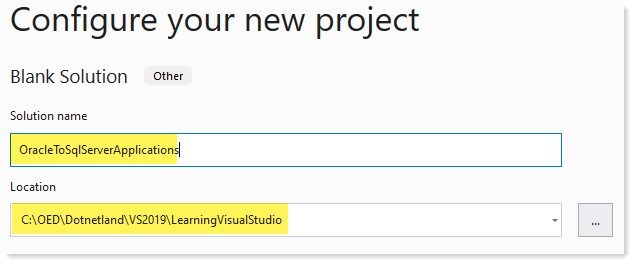 Configure your new project
Blank Solution Other
Solution name
OracleToSqlServerApplications
Location
C:\OED\Dotnetland\VS2019\LearningVisualStudio
...